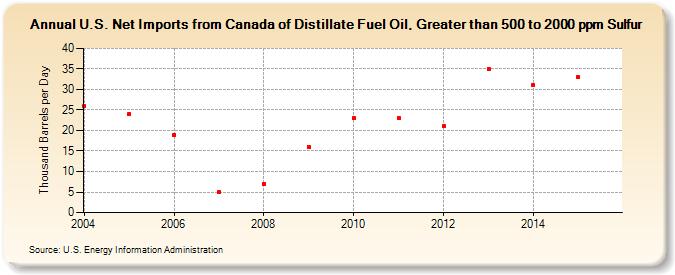 Annual U.S. Net Imports from Canada of Distillate Fuel Oil, Greater than 500 to 2000 ppm Sulfur
Thousand Barrels per Day
40
35
30
25
20
15
10
5
0
2004 2006 2008 2010 2012 2014
Source: U.S. Energy Information Administration